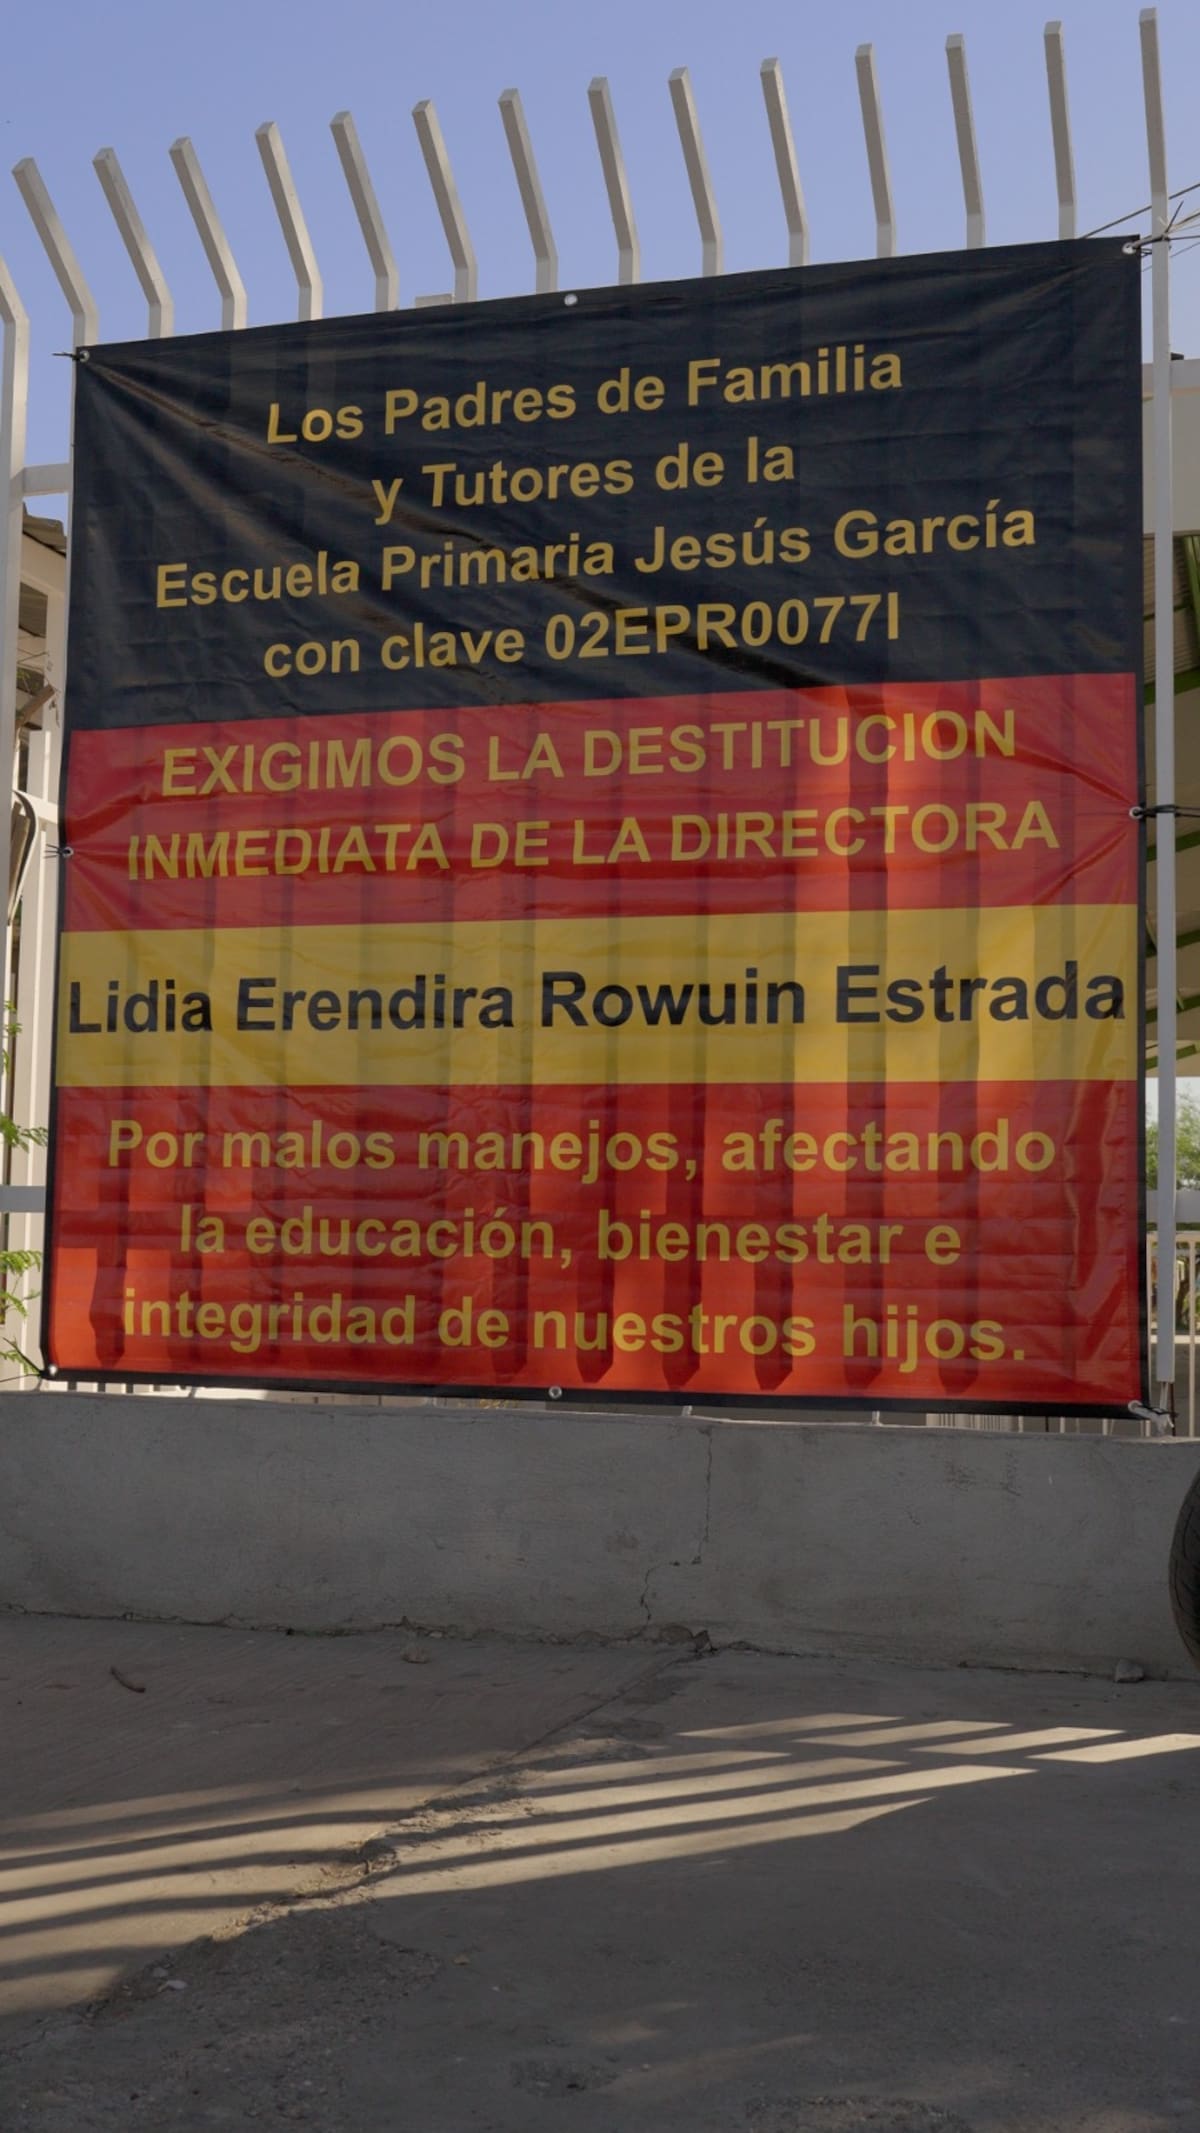 Los Padres de Familia
y Tutores de la
Escuela Primaria Jesús García
con clave 02EPR0077I
EXIGIMOS LA DESTITUCION
INMEDIATA DE LA DIRECTORA
Lidia Erendira Rowuin Estrada
Por malos manejos, afectando
la educación, bienestar e
integridad de nuestros hijos.